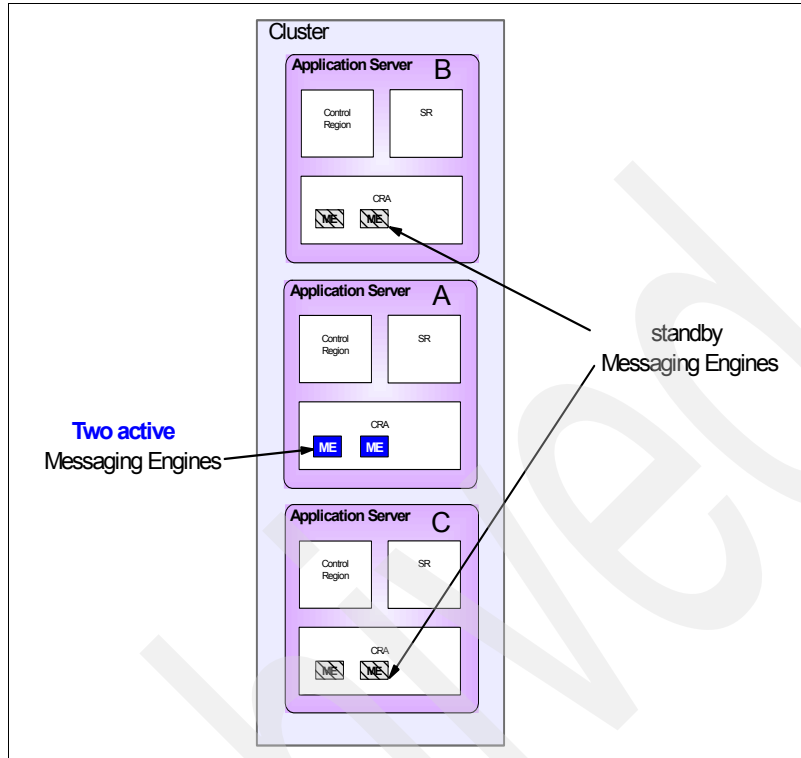 Cluster
Application Server B
Control
Region
SR
CRA
ME ME
Application Server A
Control
Region
SR
CRA
ME ME
Two active
Messaging Engines
standby
Messaging Engines
Application Server C
Control
Region
SR
CRA
ME ME
hived